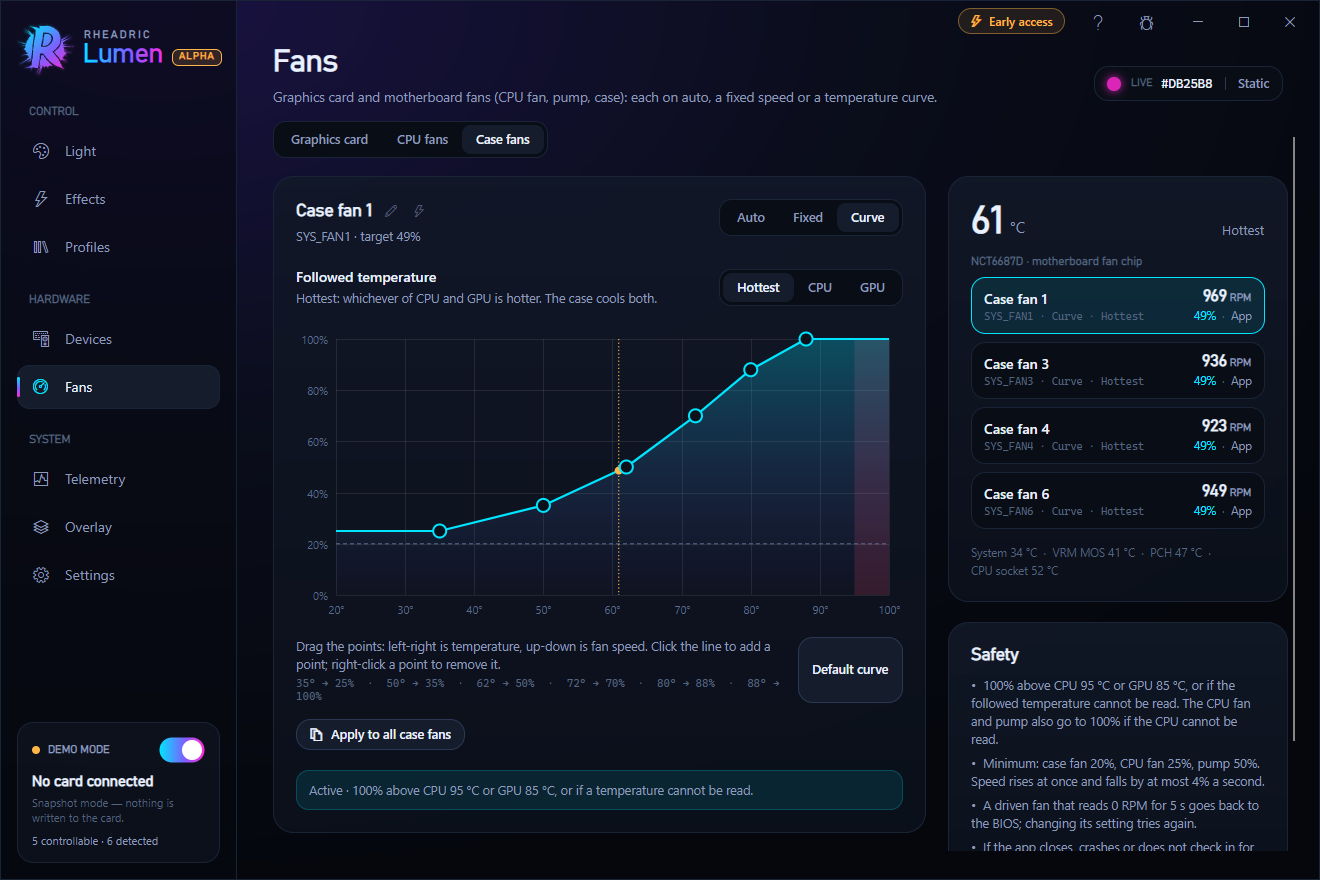 RHEADRIC
Lumen ALPHA
CONTROL
Light
Effects
Profiles
HARDWARE
Devices
Fans
SYSTEM
Telemetry
Overlay
Settings
DEMO MODE
No card connected
Snapshot mode — nothing is
written to the card.
5 controllable · 6 detected
Early access
Fans
Graphics card and motherboard fans (CPU fan, pump, case): each on auto, a fixed speed or a temperature curve.
LIVE #DB25B8 Static
Graphics card CPU fans Case fans
Case fan 1
SYS_FAN1 · target 49%
Auto Fixed Curve
Followed temperature
Hottest: whichever of CPU and GPU is hotter. The case cools both.
Hottest CPU GPU
100%
80%
60%
40%
20%
0%
20° 30° 40° 50° 60° 70° 80° 90° 100°
Drag the points: left-right is temperature, up-down is fan speed. Click the line to add a
point; right-click a point to remove it.
35° → 25% · 50° → 35% · 62° → 50% · 72° → 70% · 80° → 88% · 88° →
100%
Default curve
Apply to all case fans
Active · 100% above CPU 95 °C or GPU 85 °C, or if a temperature cannot be read.
61 °C
Hottest
NCT6687D · motherboard fan chip
Case fan 1 969 RPM
SYS_FAN1 · Curve · Hottest 49% · App
Case fan 3 936 RPM
SYS_FAN3 · Curve · Hottest 49% · App
Case fan 4 923 RPM
SYS_FAN4 · Curve · Hottest 49% · App
Case fan 6 949 RPM
SYS_FAN6 · Curve · Hottest 49% · App
System 34 °C · VRM MOS 41 °C · PCH 47 °C ·
CPU socket 52 °C
Safety
• 100% above CPU 95 °C or GPU 85 °C, or if the
followed temperature cannot be read. The CPU fan
and pump also go to 100% if the CPU cannot be
read.
• Minimum: case fan 20%, CPU fan 25%, pump 50%.
Speed rises at once and falls by at most 4% a second.
• A driven fan that reads 0 RPM for 5 s goes back to
the BIOS; changing its setting tries again.
• If the app closes, crashes or does not check in for